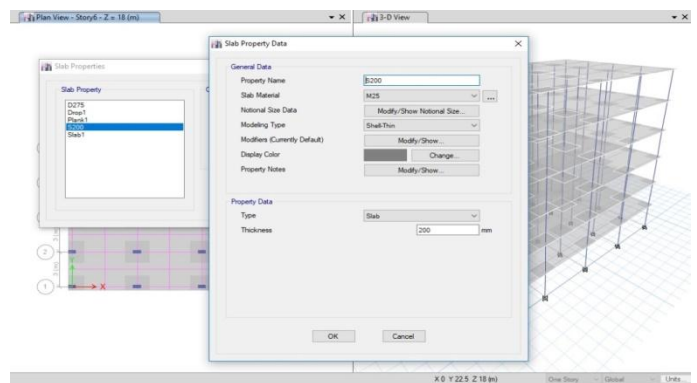 Plan View - Story6 - Z = 18 (m)
3-D View
Slab Properties
Slab Property
D275
Drop1
Plank1
S200
Slab1
Slab Property Data
General Data
Property Name
S200
Slab Material
M25
...
Notional Size Data
Modify/Show Notional Size...
Modeling Type
Shell-Thin
Modifiers (Currently Default)
Modify/Show...
Display Color
Change...
Property Notes
Modify/Show...
Property Data
Type
Slab
Thickness
200
mm
OK
Cancel
2
3 (m)
1
Y
X
X 0 Y 22.5 Z 18 (m)
One Story
Global
Units...